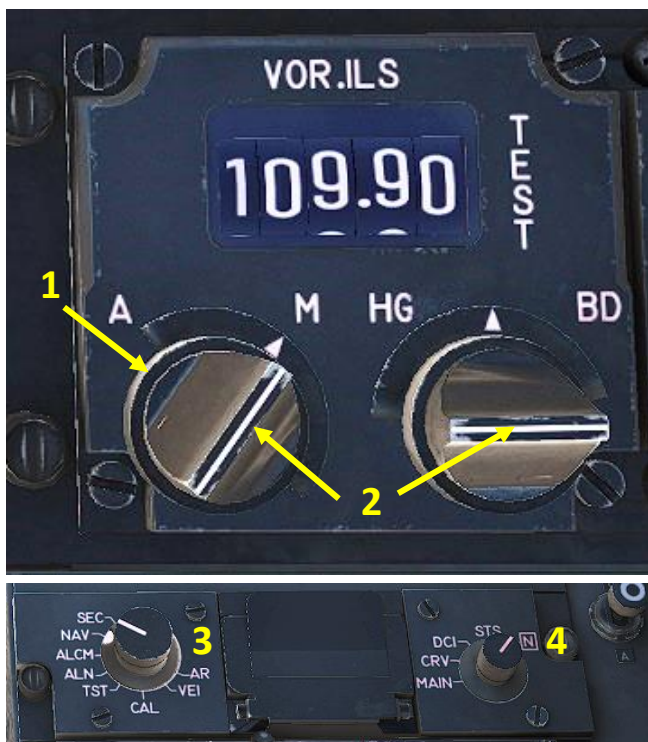 VOR.ILS
109.90
TEST
1
A
M
HG
BD
2
SEC
NAV
ALCM
ALN
TST
CAL
VEI
AR
3
STS
DCI
CRV
MAIN
N
4
A